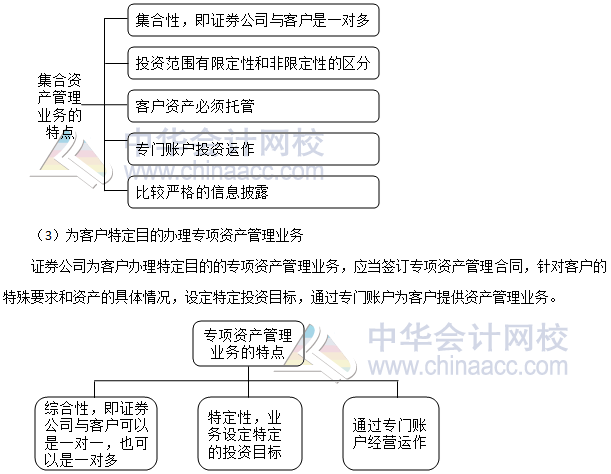 集合资
产管理
业务的
特点
集合性，即证券公司与客户是一对多
投资范围有限定性和非限定性的区分
客户资产必须托管
专门账户投资运作
比较严格的信息披露
中华会计网校
www.chinaacc.com
（3）为客户特定目的办理专项资产管理业务
证券公司为客户办理特定目的的专项资产管理业务，应当签订专项资产管理合同，针对客户的
特殊要求和资产的具体情况，设定特定投资目标，通过专门账户为客户提供资产管理业务。
专项资产管理
业务的特点
中华会计网校
www.chinaacc.com
综合性，即证券
公司与客户可以
是一对一，也可
以是一对多
特定性，业
务设定特定
的投资目标
通过专门账
户经营运作